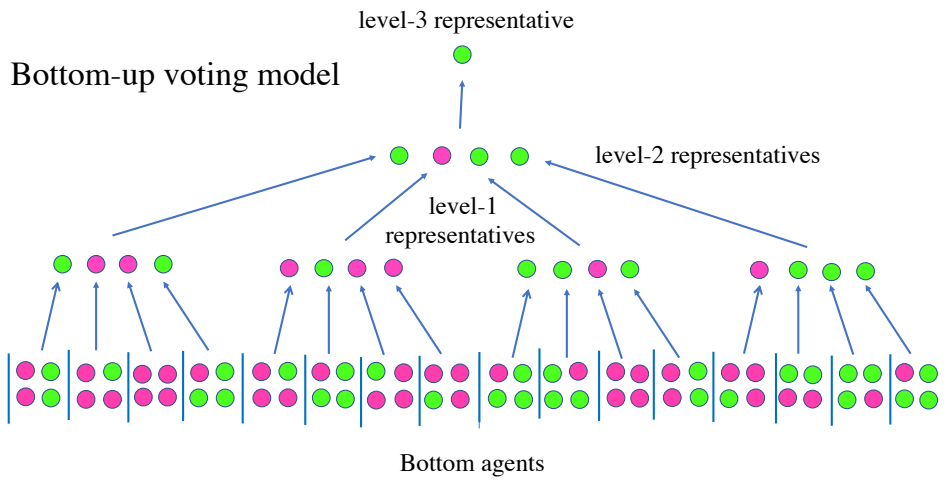 level-3 representative
Bottom-up voting model
level-2 representatives
level-1
representatives
Bottom agents